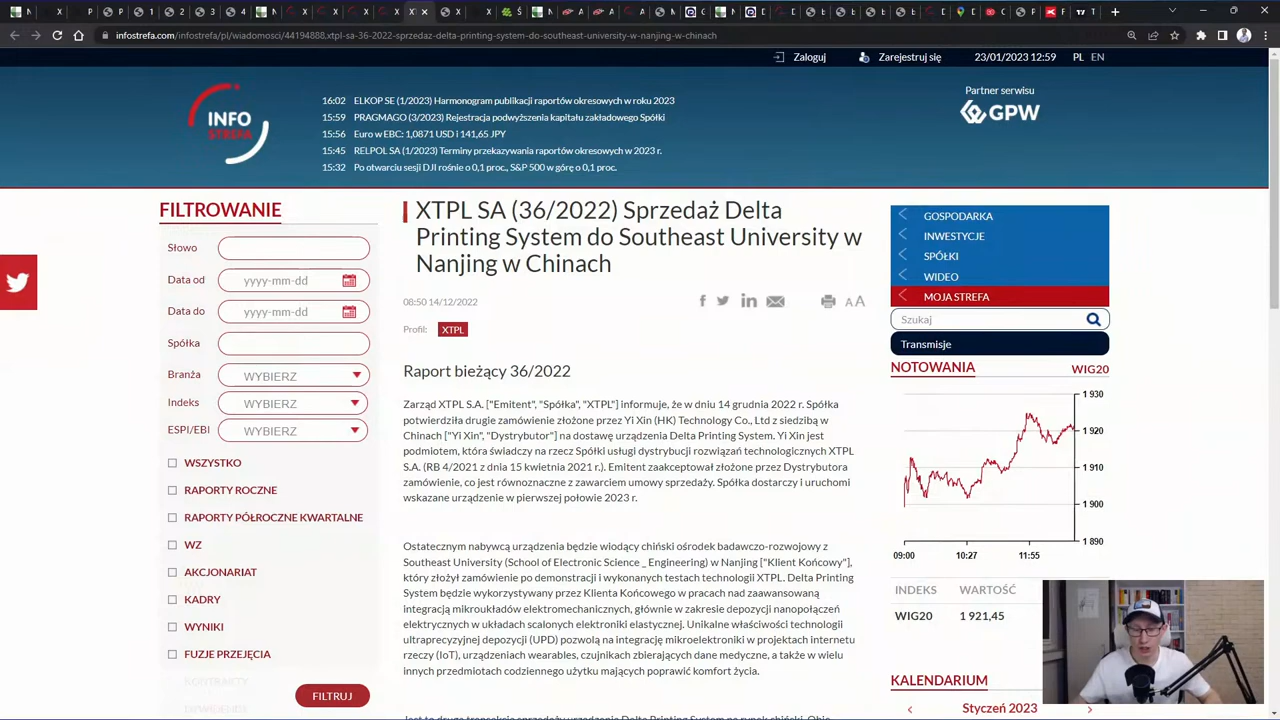 infostrefa.com/infostrefa/pl/wiadomosci/44194888,xtpl-sa-36-2022-sprzedaz-delta-printing-system-do-southeast-university-w-nanjing-w-chinach
Zaloguj
Zarejestruj się
23/01/2023 12:59
PL EN
INFO
STREFA
16:02 ELKOP SE (1/2023) Harmonogram publikacji raportów okresowych w roku 2023
15:59 PRAGMAGO (3/2023) Rejestracja podwyższenia kapitału zakładowego Spółki
15:56 Euro w EBC: 1,0871 USD i 141,65 JPY
15:45 RELPOL SA (1/2023) Terminy przekazywania raportów okresowych w 2023 r.
15:32 Po otwarciu sesji DJI rośnie o 0,1 proc., S&P 500 w górę o 0,1 proc.
Partner serwisu
GPW
FILTROWANIE
Słowo
Data od yyyy-mm-dd
Data do yyyy-mm-dd
Spółka
Branża WYBIERZ
Indeks WYBIERZ
ESPI/EBI WYBIERZ
WSZYSTKO
RAPORTY ROCZNE
RAPORTY PÓŁROCZNE KWARTALNE
WZ
AKCJONARIAT
KADRY
WYNIKI
FUZJE PRZEJĘCIA
KONTRAKTY
FILTRUJ
XTPL SA (36/2022) Sprzedaż Delta
Printing System do Southeast University w
Nanjing w Chinach
08:50 14/12/2022
A A
Profil: XTPL
Raport bieżący 36/2022
Zarząd XTPL S.A. ["Emitent", "Spółka", "XTPL"] informuje, że w dniu 14 grudnia 2022 r. Spółka
potwierdziła drugie zamówienie złożone przez Yi Xin (HK) Technology Co., Ltd z siedzibą w
Chinach ["Yi Xin", "Dystrybutor"] na dostawę urządzenia Delta Printing System. Yi Xin jest
podmiotem, która świadczy na rzecz Spółki usługi dystrybucji rozwiązań technologicznych XTPL
S.A. (RB 4/2021 z dnia 15 kwietnia 2021 r.). Emitent zaakceptował złożone przez Dystrybutora
zamówienie, co jest równoznaczne z zawarciem umowy sprzedaży. Spółka dostarczy i uruchomi
wskazane urządzenie w pierwszej połowie 2023 r.
Ostatecznym nabywcą urządzenia będzie wiodący chiński ośrodek badawczo-rozwojowy z
Southeast University (School of Electronic Science _ Engineering) w Nanjing ["Klient Końcowy"],
który złożył zamówienie po demonstracji i wykonanych testach technologii XTPL. Delta Printing
System będzie wykorzystywany przez Klienta Końcowego w pracach nad zaawansowaną
integracją mikroukładów elektromechanicznych, głównie w zakresie depozycji nanopołączeń
elektrycznych w układach scalonych elektroniki elastycznej. Unikalne właściwości technologii
ultraprecyzyjnej depozycji (UPD) pozwolą na integrację mikroelektroniki w projektach internetu
rzeczy (IoT), urządzeniach wearables, czujnikach zbierających dane medyczne, a także w wielu
innych przedmiotach codziennego użytku mających poprawić komfort życia.
Jest to druga transakcja sprzedaży urządzenia Delta Printing System na rynek chiński. Obie
GOSPODARKA
INWESTYCJE
SPÓŁKI
WIDEO
MOJA STREFA
Szukaj
Transmisje
NOTOWANIA WIG20
1 930
1 920
1 910
1 900
1 890
09:00 10:27 11:55
INDEKS WARTOŚĆ
WIG20 1 921,45
KALENDARIUM
Styczeń 2023